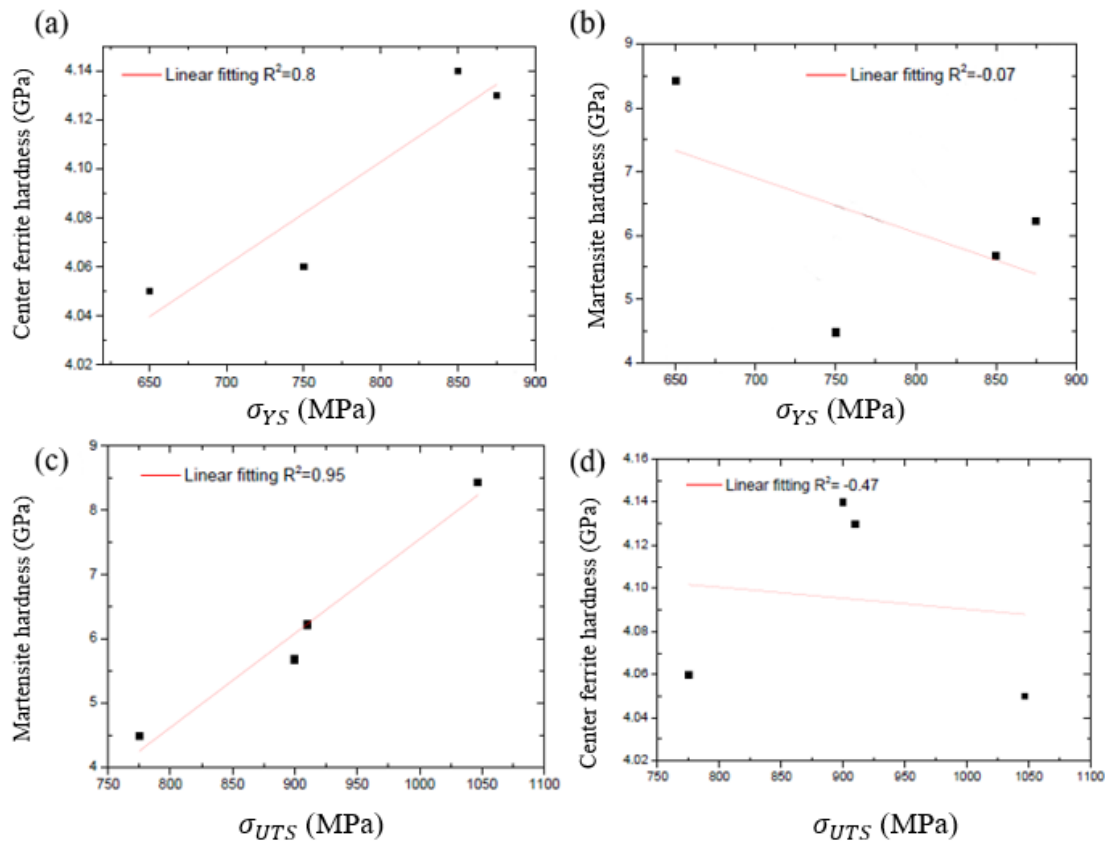 (a)
Linear fitting R²=0.8
Center ferrite hardness (GPa)
4.14
4.12
4.10
4.08
4.06
4.04
4.02
650 700 750 800 850 900
σYS (MPa)
(b)
Linear fitting R²=-0.07
Martensite hardness (GPa)
9
8
7
6
5
4
650 700 750 800 850 900
σYS (MPa)
(c)
Linear fitting R²=0.95
Martensite hardness (GPa)
9
8
7
6
5
4
750 800 850 900 950 1000 1050 1100
σUTS (MPa)
(d)
Linear fitting R²= -0.47
Center ferrite hardness (GPa)
4.16
4.14
4.12
4.10
4.08
4.06
4.04
4.02
750 800 850 900 950 1000 1050 1100
σUTS (MPa)